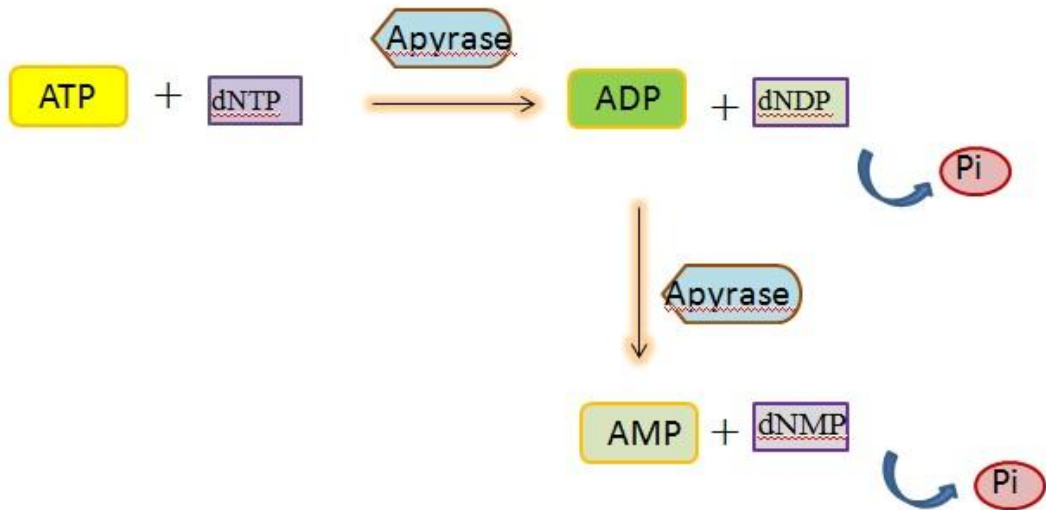 Apyrase
ATP + dNTP ADP + dNDP
Pi
Apyrase
AMP + dNMP
Pi